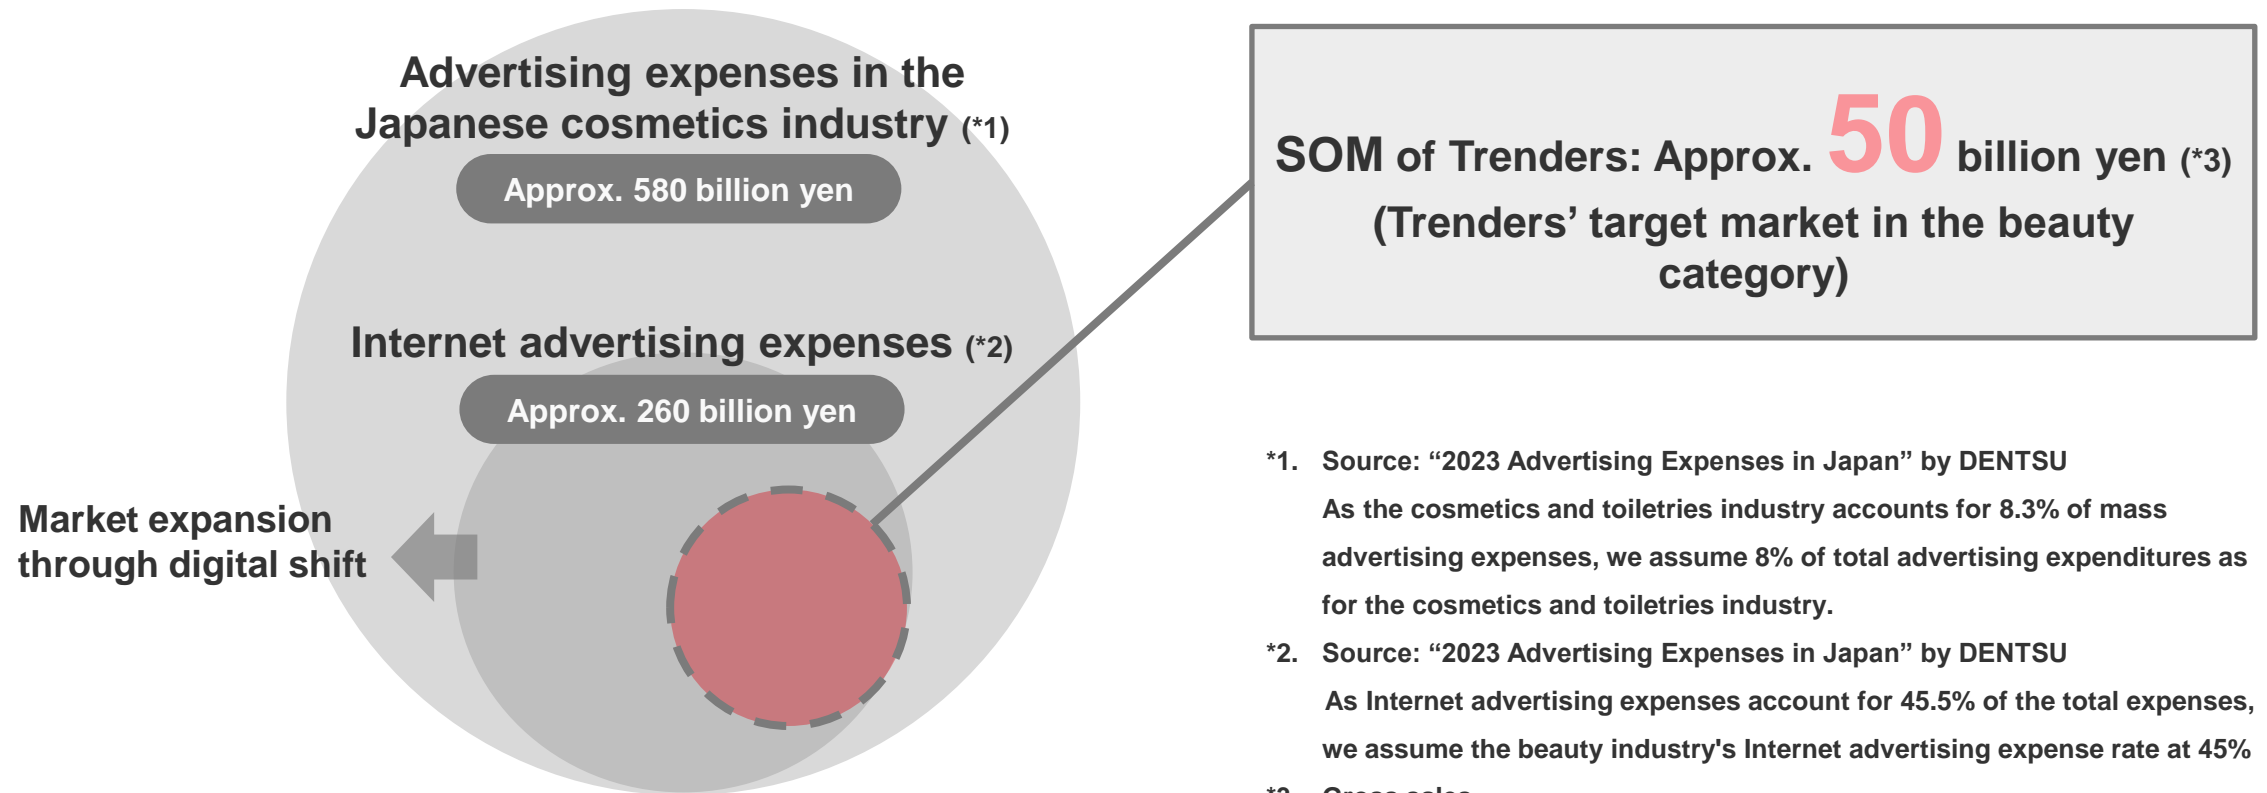 Advertising expenses in the
Japanese cosmetics industry (*1)
Approx. 580 billion yen
Internet advertising expenses (*2)
Approx. 260 billion yen
Market expansion
through digital shift
SOM of Trenders: Approx. 50 billion yen (*3)
(Trenders’ target market in the beauty
category)
*1. Source: “2023 Advertising Expenses in Japan” by DENTSU
As the cosmetics and toiletries industry accounts for 8.3% of mass
advertising expenses, we assume 8% of total advertising expenditures as
for the cosmetics and toiletries industry.
*2. Source: “2023 Advertising Expenses in Japan” by DENTSU
As Internet advertising expenses account for 45.5% of the total expenses,
we assume the beauty industry's Internet advertising expense rate at 45%
*3. Gross sales